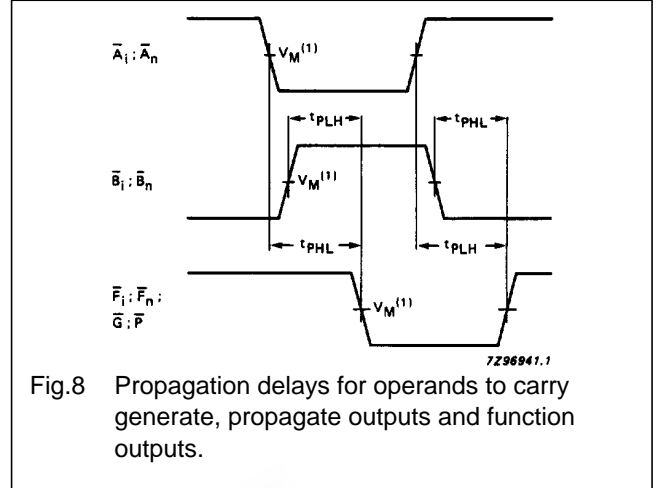 A̅i ; A̅n
VM(1)
tPLH
tPHL
B̅i ; B̅n
VM(1)
tPHL
tPLH
F̅i ; F̅n ;
G̅ ; P̅
VM(1)
7Z96941.1
Fig.8 Propagation delays for operands to carry
generate, propagate outputs and function
outputs.